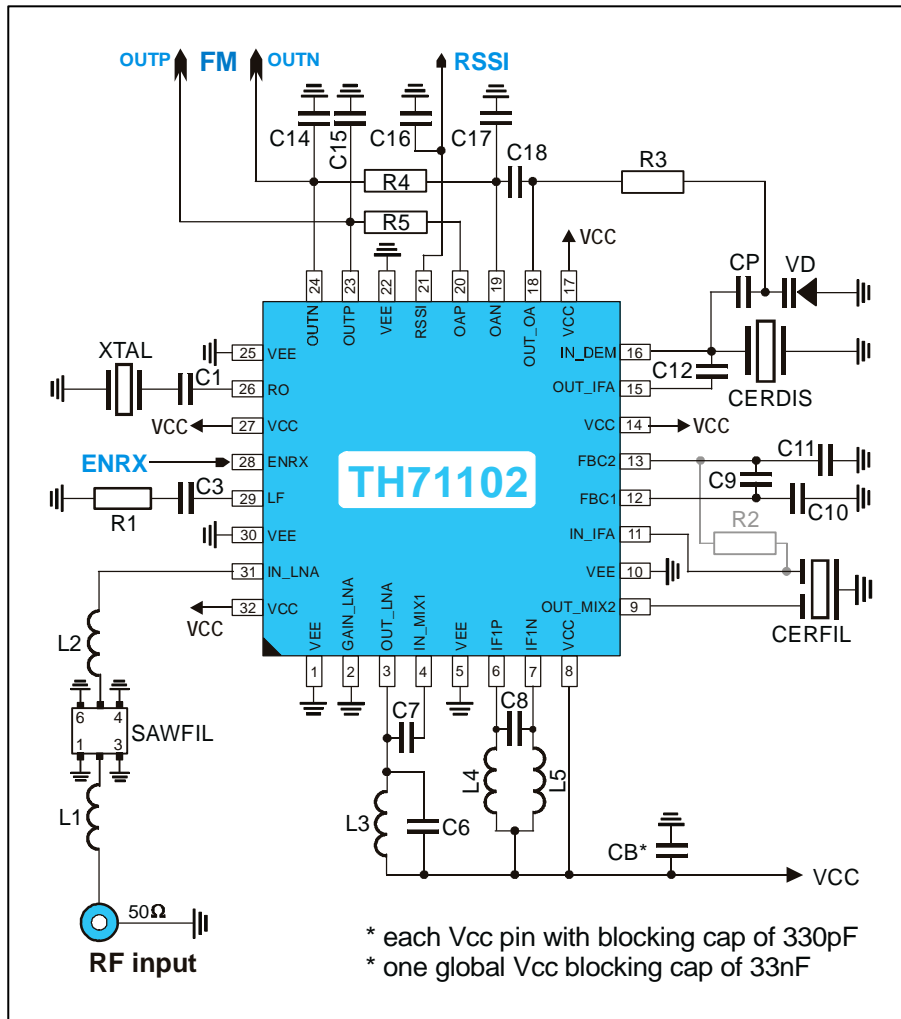 OUTP FM OUTN RSSI
C14 C15 C16 C17
C18 R3
R4
R5
VCC
CP VD
24 23 22 21 20 19 18 17
OUTN OUTP VEE RSSI OAP OAN OUT_OA VCC
XTAL C1
25 VEE
26 RO
VCC 27 VCC
ENRX 28 ENRX
R1 C3 29 LF
30 VEE
31 IN_LNA
VCC 32 VCC
TH71102
IN_DEM 16
C12
OUT_IFA 15
CERDIS
VCC 14 VCC
FBC2 13 C11
C9
FBC1 12 C10
R2
IN_IFA 11
VEE 10
OUT_MIX2 9
CERFIL
VEE GAIN_LNA OUT_LNA IN_MIX1 VEE IF1P IF1N VCC
1 2 3 4 5 6 7 8
L2
6 4
1 3
SAWFIL
L1
C7 C8
L4 L5
L3 C6
CB*
VCC
50Ω
RF input
* each Vcc pin with blocking cap of 330pF
* one global Vcc blocking cap of 33nF